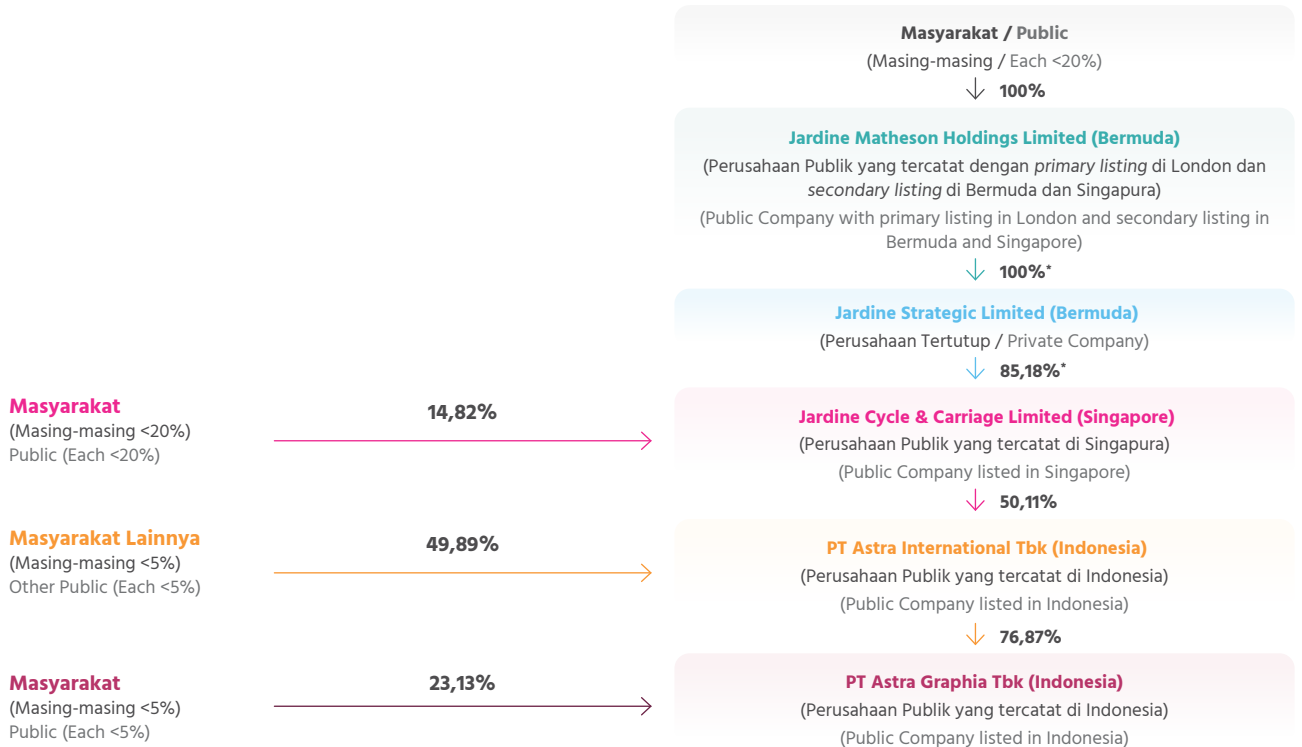 Masyarakat / Public
(Masing-masing / Each <20%)
100%
Jardine Matheson Holdings Limited (Bermuda)
(Perusahaan Publik yang tercatat dengan primary listing di London dan
secondary listing di Bermuda dan Singapura)
(Public Company with primary listing in London and secondary listing in
Bermuda and Singapore)
100%*
Jardine Strategic Limited (Bermuda)
(Perusahaan Tertutup / Private Company)
85,18%*
Masyarakat
(Masing-masing <20%)
Public (Each <20%)
14,82%
Jardine Cycle & Carriage Limited (Singapore)
(Perusahaan Publik yang tercatat di Singapura)
(Public Company listed in Singapore)
50,11%
Masyarakat Lainnya
(Masing-masing <5%)
Other Public (Each <5%)
49,89%
PT Astra International Tbk (Indonesia)
(Perusahaan Publik yang tercatat di Indonesia)
(Public Company listed in Indonesia)
76,87%
Masyarakat
(Masing-masing <5%)
Public (Each <5%)
23,13%
PT Astra Graphia Tbk (Indonesia)
(Perusahaan Publik yang tercatat di Indonesia)
(Public Company listed in Indonesia)